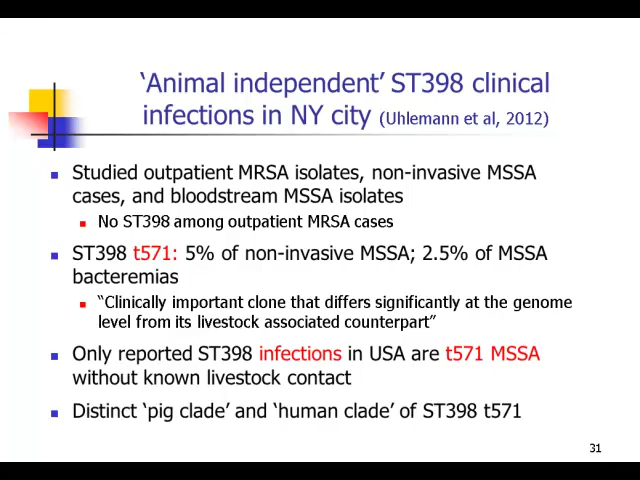 ‘Animal independent’ ST398 clinical
infections in NY city (Uhlemann et al, 2012)
Studied outpatient MRSA isolates, non-invasive MSSA
cases, and bloodstream MSSA isolates
No ST398 among outpatient MRSA cases
ST398 t571: 5% of non-invasive MSSA; 2.5% of MSSA
bacteremias
“Clinically important clone that differs significantly at the genome
level from its livestock associated counterpart”
Only reported ST398 infections in USA are t571 MSSA
without known livestock contact
Distinct ‘pig clade’ and ‘human clade’ of ST398 t571
31